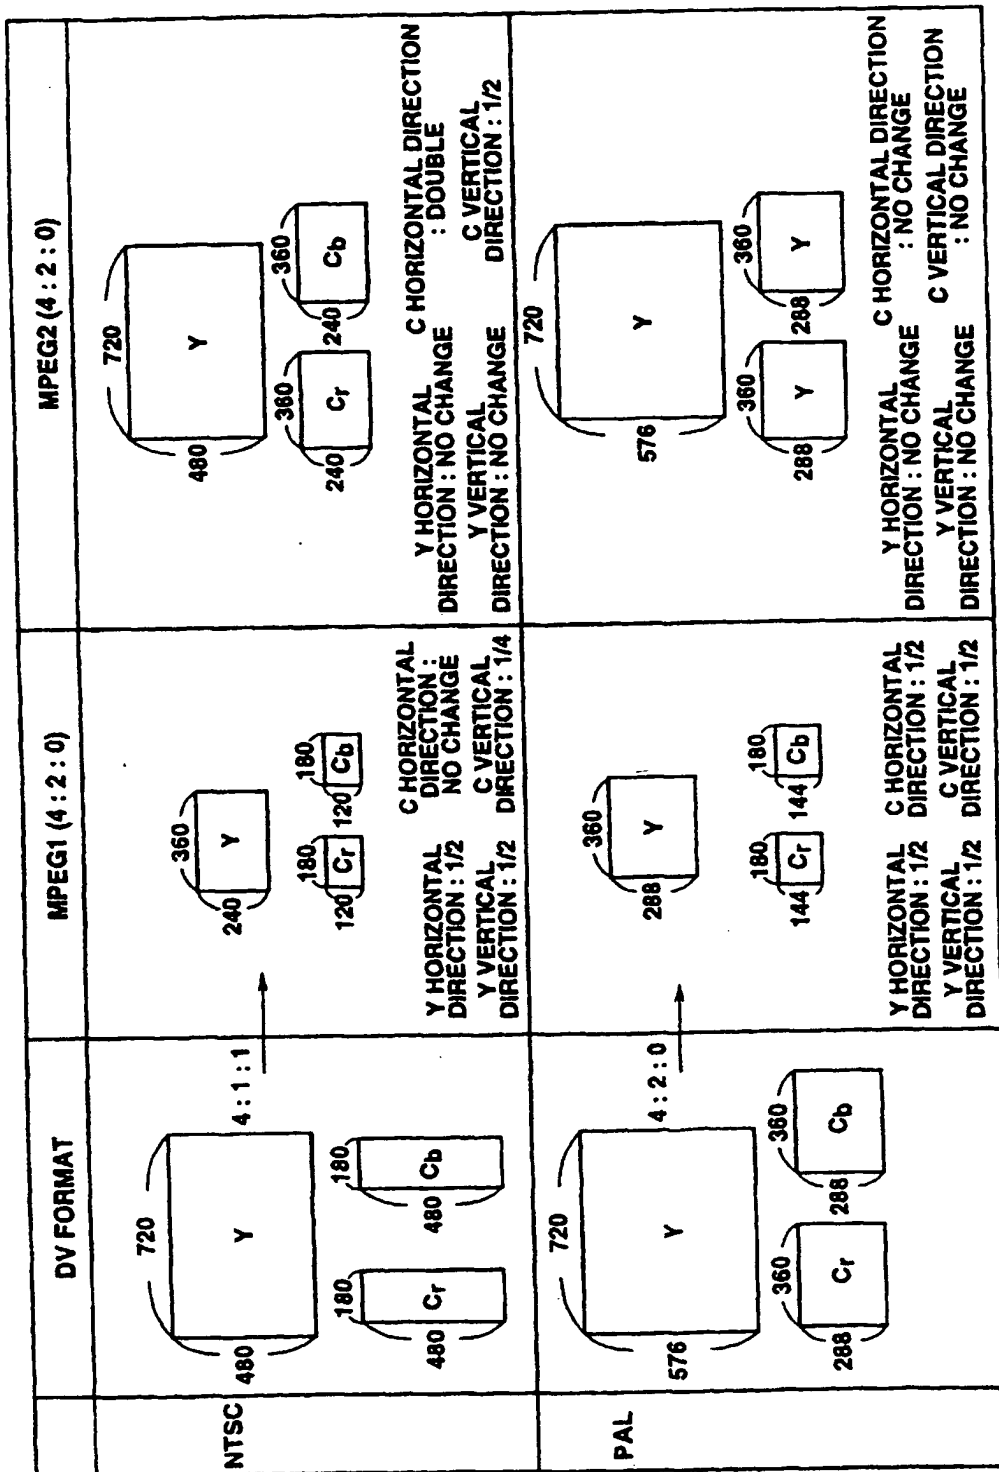 DV FORMAT
MPEG1 (4 : 2 : 0)
MPEG2 (4 : 2 : 0)
NTSC
720
480
Y
4 : 1 : 1
180
480
Cr
180
480
Cb
360
240
Y
180
120
Cr
180
120
Cb
Y HORIZONTAL
DIRECTION : 1/2
Y VERTICAL
DIRECTION : 1/2
C HORIZONTAL
DIRECTION :
NO CHANGE
C VERTICAL
DIRECTION : 1/4
720
480
Y
360
240
Cr
360
240
Cb
Y HORIZONTAL
DIRECTION : NO CHANGE
Y VERTICAL
DIRECTION : NO CHANGE
C HORIZONTAL DIRECTION
: DOUBLE
C VERTICAL
DIRECTION : 1/2
PAL
720
576
Y
4 : 2 : 0
360
288
Cr
360
288
Cb
360
288
Y
180
144
Cr
180
144
Cb
Y HORIZONTAL
DIRECTION : 1/2
Y VERTICAL
DIRECTION : 1/2
C HORIZONTAL
DIRECTION : 1/2
C VERTICAL
DIRECTION : 1/2
720
576
Y
360
288
Y
360
288
Y
Y HORIZONTAL
DIRECTION : NO CHANGE
Y VERTICAL
DIRECTION : NO CHANGE
C HORIZONTAL DIRECTION
: NO CHANGE
C VERTICAL DIRECTION
: NO CHANGE